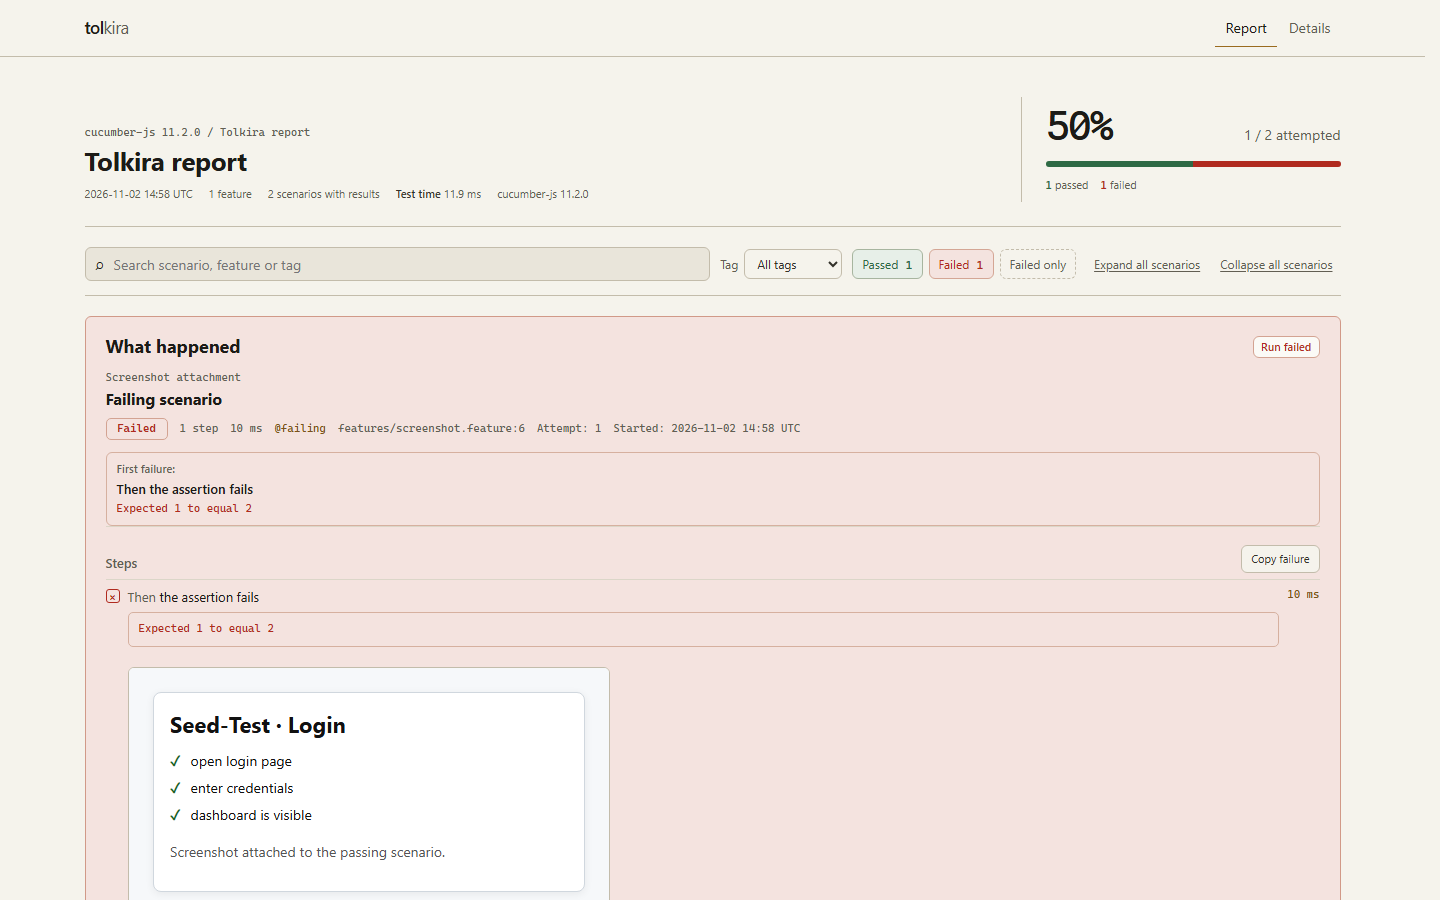 tolkira
Report Details
cucumber-js 11.2.0 / Tolkira report
Tolkira report
2026-11-02 14:58 UTC 1 feature 2 scenarios with results Test time 11.9 ms cucumber-js 11.2.0
50% 1 / 2 attempted
1 passed 1 failed
Search scenario, feature or tag Tag All tags Passed 1 Failed 1 Failed only Expand all scenarios Collapse all scenarios
What happened Run failed
Screenshot attachment
Failing scenario
Failed 1 step 10 ms @failing features/screenshot.feature:6 Attempt: 1 Started: 2026-11-02 14:58 UTC
First failure:
Then the assertion fails
Expected 1 to equal 2
Steps Copy failure
Then the assertion fails 10 ms
Expected 1 to equal 2
Seed-Test · Login
✓ open login page
✓ enter credentials
✓ dashboard is visible
Screenshot attached to the passing scenario.